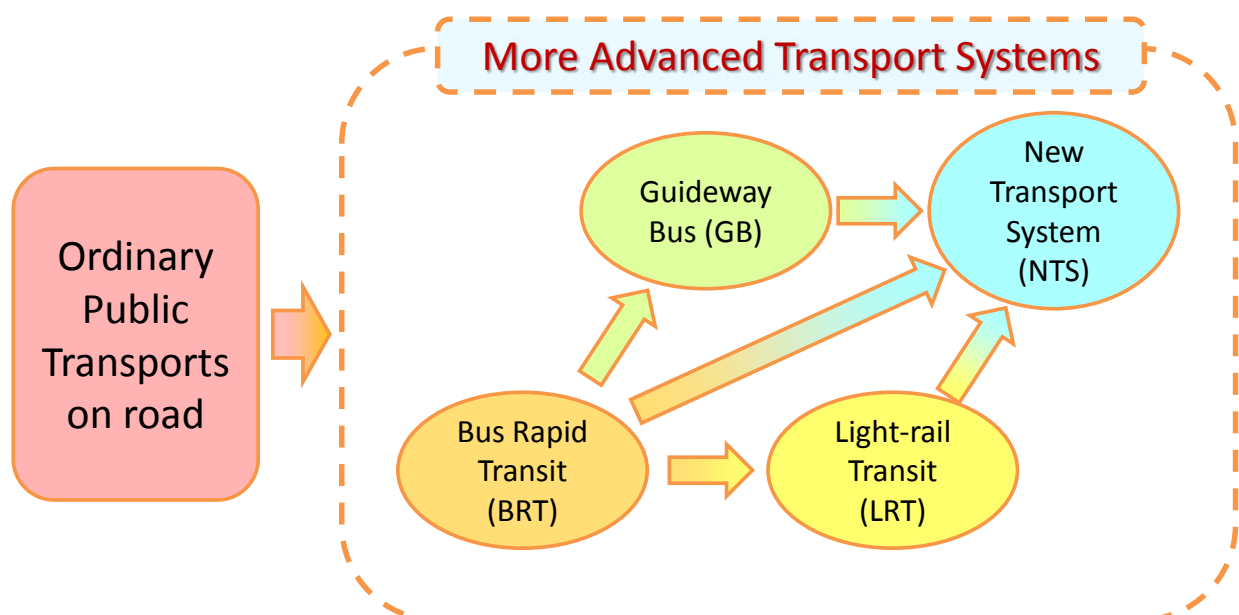 More Advanced Transport Systems
Ordinary
Public
Transports
on road
Guideway
Bus (GB)
New
Transport
System
(NTS)
Bus Rapid
Transit
(BRT)
Light-rail
Transit
(LRT)